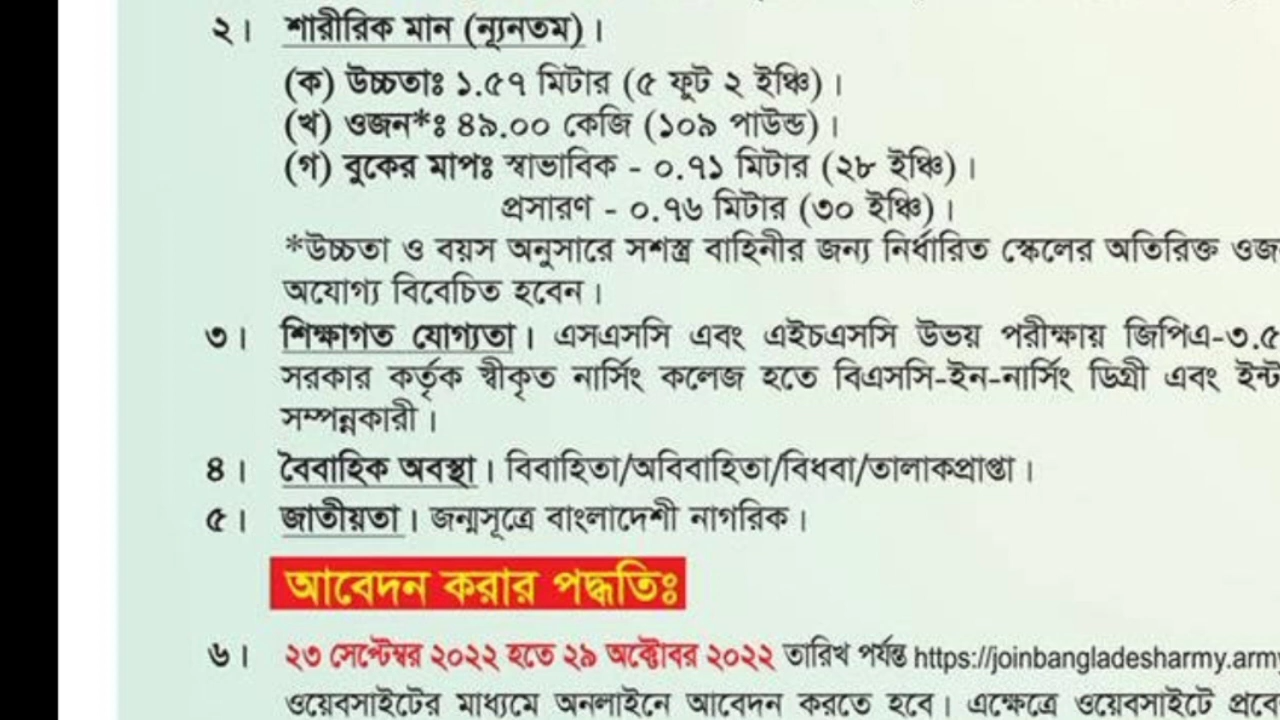 ২। শারীরিক মান (ন্যূনতম)।
(ক) উচ্চতাঃ ১.৫৭ মিটার (৫ ফুট ২ ইঞ্চি)।
(খ) ওজন*ঃ ৪৯.০০ কেজি (১০৯ পাউন্ড)।
(গ) বুকের মাপঃ স্বাভাবিক - ০.৭১ মিটার (২৮ ইঞ্চি)।
প্রসারণ - ০.৭৬ মিটার (৩০ ইঞ্চি)।
*উচ্চতা ও বয়স অনুসারে সশস্ত্র বাহিনীর জন্য নির্ধারিত স্কেলের অতিরিক্ত ওজ
অযোগ্য বিবেচিত হবেন।
৩। শিক্ষাগত যোগ্যতা। এসএসসি এবং এইচএসসি উভয় পরীক্ষায় জিপিএ-৩.৫
সরকার কর্তৃক স্বীকৃত নার্সিং কলেজ হতে বিএসসি-ইন-নার্সিং ডিগ্রী এবং ইন্ট
সম্পন্নকারী।
৪। বৈবাহিক অবস্থা। বিবাহিতা/অবিবাহিতা/বিধবা/তালাকপ্রাপ্তা।
৫। জাতীয়তা। জন্মসূত্রে বাংলাদেশী নাগরিক।
আবেদন করার পদ্ধতিঃ
৬। ২৩ সেপ্টেম্বর ২০২২ হতে ২৯ অক্টোবর ২০২২ তারিখ পর্যন্ত https://joinbangladesharmy.army
ওয়েবসাইটের মাধ্যমে অনলাইনে আবেদন করতে হবে। এক্ষেত্রে ওয়েবসাইটে প্রবে